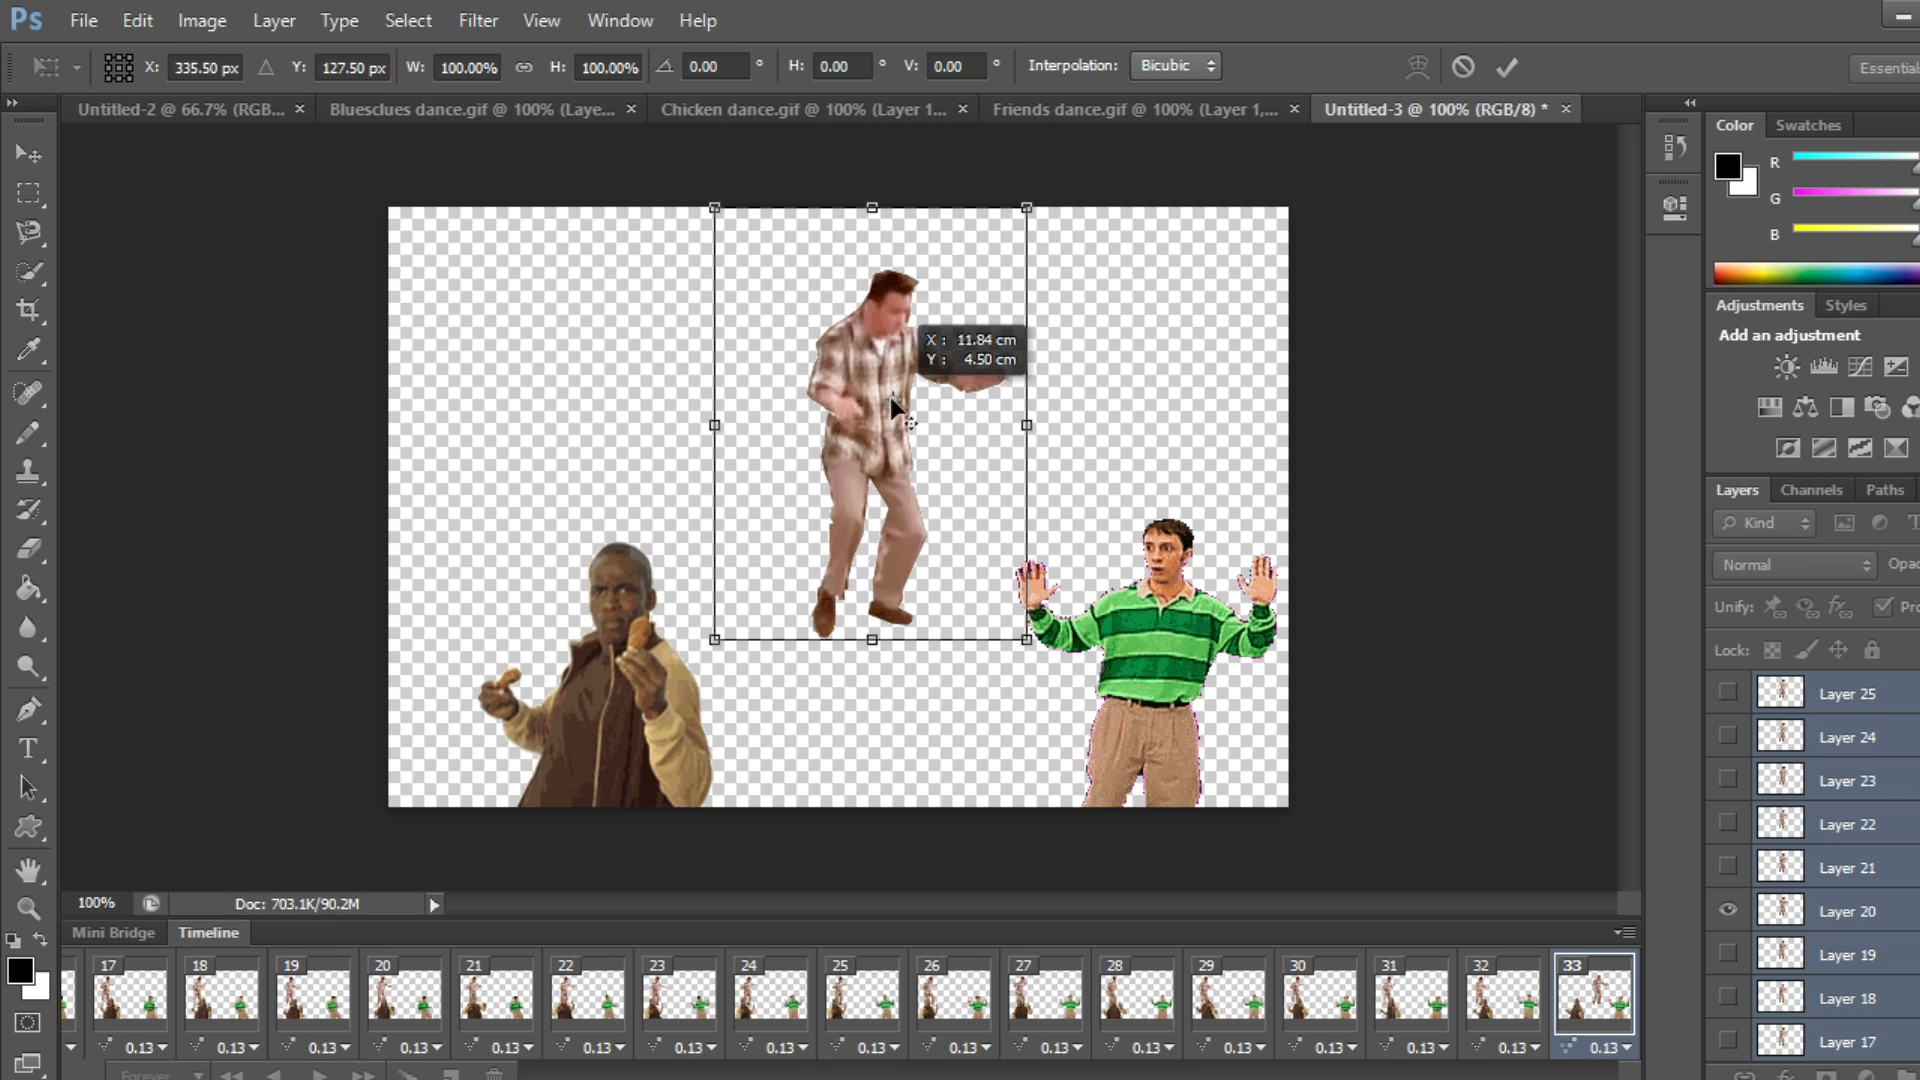 Ps File Edit Image Layer Type Select Filter View Window Help
X: 335.50 px Y: 127.50 px W: 100.00% H: 100.00% 0.00 ° H: 0.00 ° V: 0.00 ° Interpolation: Bicubic Essential
Untitled-2 @ 66.7% (RGB... × Bluesclues dance.gif @ 100% (Laye... × Chicken dance.gif @ 100% (Layer 1... × Friends dance.gif @ 100% (Layer 1,... × Untitled-3 @ 100% (RGB/8) * ×
Color Swatches
R
G
B
Adjustments Styles
Add an adjustment
X : 11.84 cm
Y : 4.50 cm
Layers Channels Paths
Kind
Normal Opac
Unify: Pro
Lock:
Layer 25
Layer 24
Layer 23
Layer 22
Layer 21
Layer 20
Layer 19
Layer 18
Layer 17
100% Doc: 703.1K/90.2M
Mini Bridge Timeline
17 18 19 20 21 22 23 24 25 26 27 28 29 30 31 32 33
0.13 0.13 0.13 0.13 0.13 0.13 0.13 0.13 0.13 0.13 0.13 0.13 0.13 0.13 0.13 0.13 0.13
Forever